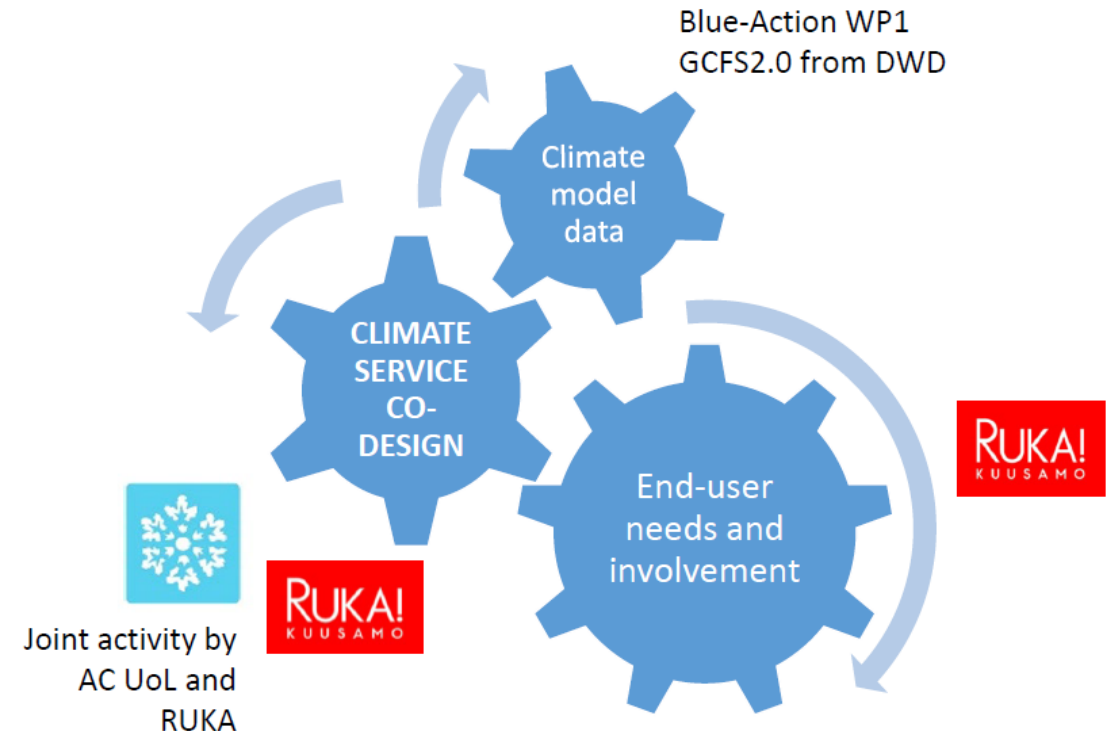 Blue-Action WP1
GCFS2.0 from DWD
Climate
model
data
CLIMATE
SERVICE
CO-
DESIGN
End-user
needs and
involvement
RUKA!
KUUSAMO
RUKA!
KUUSAMO
Joint activity by
AC UoL and
RUKA